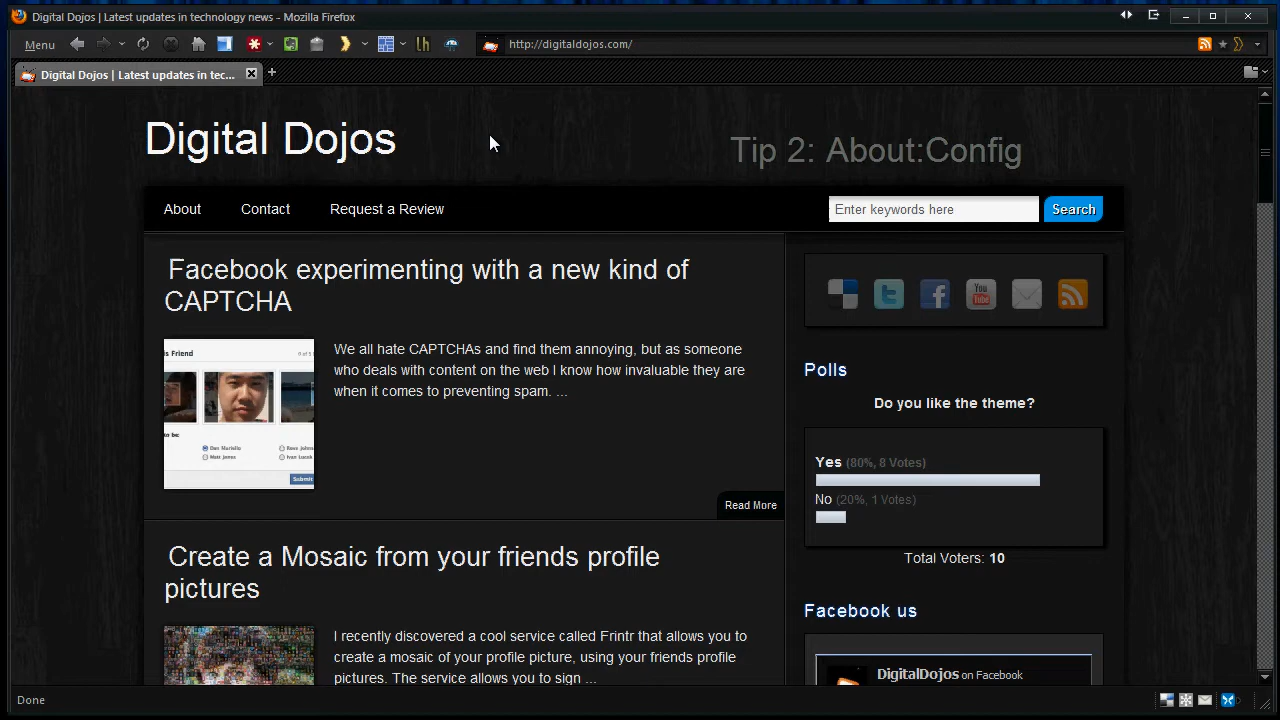 Digital Dojos | Latest updates in technology news - Mozilla Firefox
Menu
http://digitaldojos.com/
Digital Dojos | Latest updates in tec...
Digital Dojos
Tip 2: About:Config
About
Contact
Request a Review
Enter keywords here
Search
Facebook experimenting with a new kind of
CAPTCHA
is Friend
We all hate CAPTCHAs and find them annoying, but as someone
who deals with content on the web I know how invaluable they are
when it comes to preventing spam. ...
Submit
Read More
Create a Mosaic from your friends profile
pictures
I recently discovered a cool service called Frintr that allows you to
create a mosaic of your profile picture, using your friends profile
pictures. The service allows you to sign ...
You
Tube
Polls
Do you like the theme?
Yes (80%, 8 Votes)
No (20%, 1 Votes)
Total Voters: 10
Facebook us
DigitalDojos on Facebook
Done